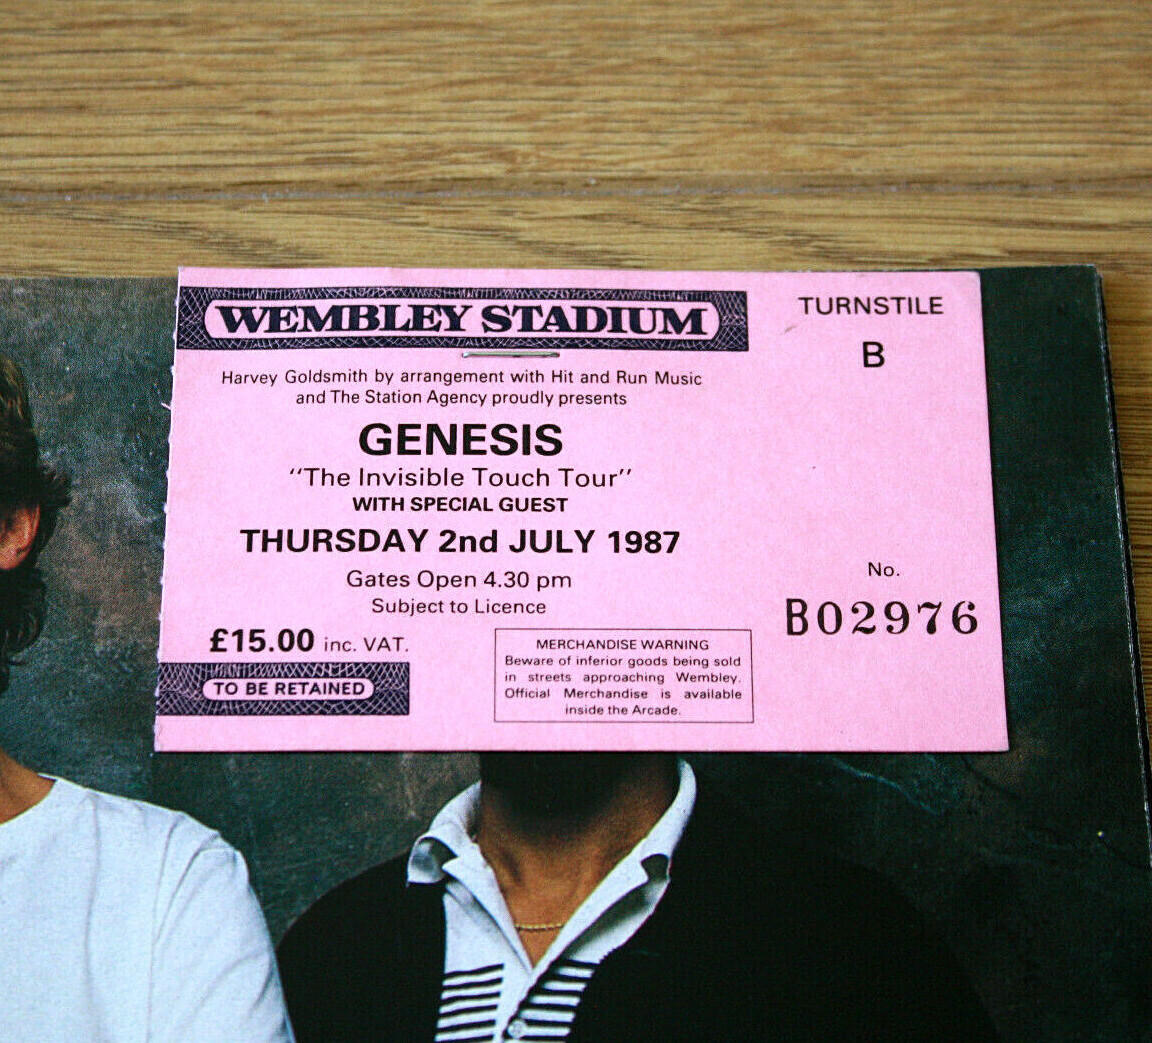 WEMBLEY STADIUM
Harvey Goldsmith by arrangement with Hit and Run Music
and The Station Agency proudly presents
GENESIS
"The Invisible Touch Tour"
WITH SPECIAL GUEST
THURSDAY 2nd JULY 1987
Gates Open 4.30 pm
Subject to Licence
£15.00 inc. VAT.
TO BE RETAINED
MERCHANDISE WARNING
Beware of inferior goods being sold
in streets approaching Wembley.
Official Merchandise is available
inside the Arcade.
TURNSTILE
B
No.
B02976